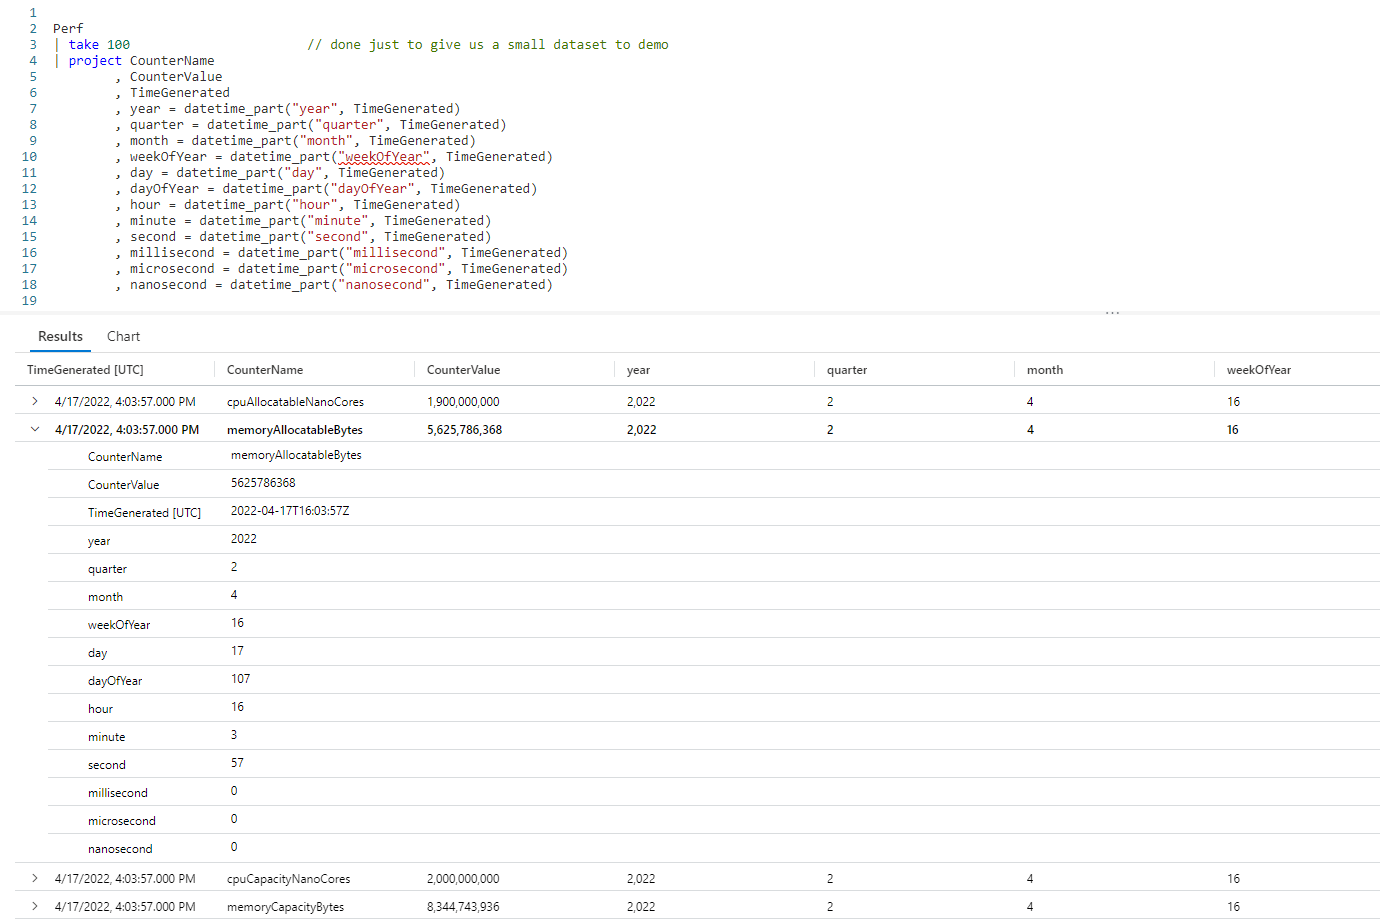 1
2 Perf
3 | take 100 // done just to give us a small dataset to demo
4 | project CounterName
5 , CounterValue
6 , TimeGenerated
7 , year = datetime_part("year", TimeGenerated)
8 , quarter = datetime_part("quarter", TimeGenerated)
9 , month = datetime_part("month", TimeGenerated)
10 , weekOfYear = datetime_part("weekOfYear", TimeGenerated)
11 , day = datetime_part("day", TimeGenerated)
12 , dayOfYear = datetime_part("dayOfYear", TimeGenerated)
13 , hour = datetime_part("hour", TimeGenerated)
14 , minute = datetime_part("minute", TimeGenerated)
15 , second = datetime_part("second", TimeGenerated)
16 , millisecond = datetime_part("millisecond", TimeGenerated)
17 , microsecond = datetime_part("microsecond", TimeGenerated)
18 , nanosecond = datetime_part("nanosecond", TimeGenerated)
19
...
Results Chart
TimeGenerated [UTC] CounterName CounterValue year quarter month weekOfYear
4/17/2022, 4:03:57.000 PM cpuAllocatableNanoCores 1,900,000,000 2,022 2 4 16
4/17/2022, 4:03:57.000 PM memoryAllocatableBytes 5,625,786,368 2,022 2 4 16
CounterName memoryAllocatableBytes
CounterValue 5625786368
TimeGenerated [UTC] 2022-04-17T16:03:57Z
year 2022
quarter 2
month 4
weekOfYear 16
day 17
dayOfYear 107
hour 16
minute 3
second 57
millisecond 0
microsecond 0
nanosecond 0
4/17/2022, 4:03:57.000 PM cpuCapacityNanoCores 2,000,000,000 2,022 2 4 16
4/17/2022, 4:03:57.000 PM memoryCapacityBytes 8,344,743,936 2,022 2 4 16